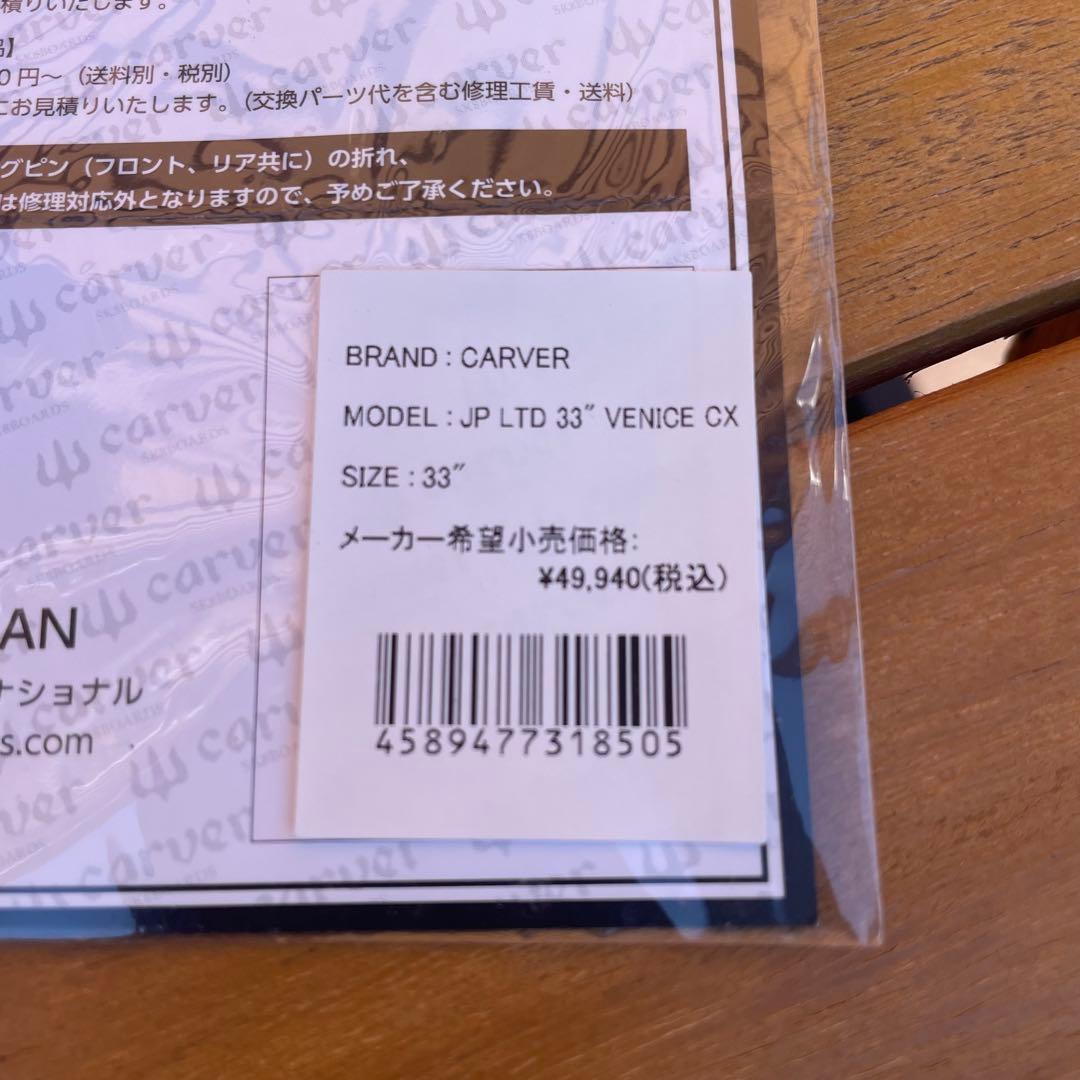 積りいたします。
0円～（送料別・税別）
にお見積りいたします。（交換パーツ代を含む修理工賃・送料）
グピン（フロント、リア共に）の折れ、
は修理対応外となりますので、予めご了承ください。
BRAND : CARVER
MODEL : JP LTD 33″ VENICE CX
SIZE : 33″
メーカー希望小売価格:
¥49,940(税込)
4589477318505
AN
ナショナル
s.com
carver
SK8BOARDS